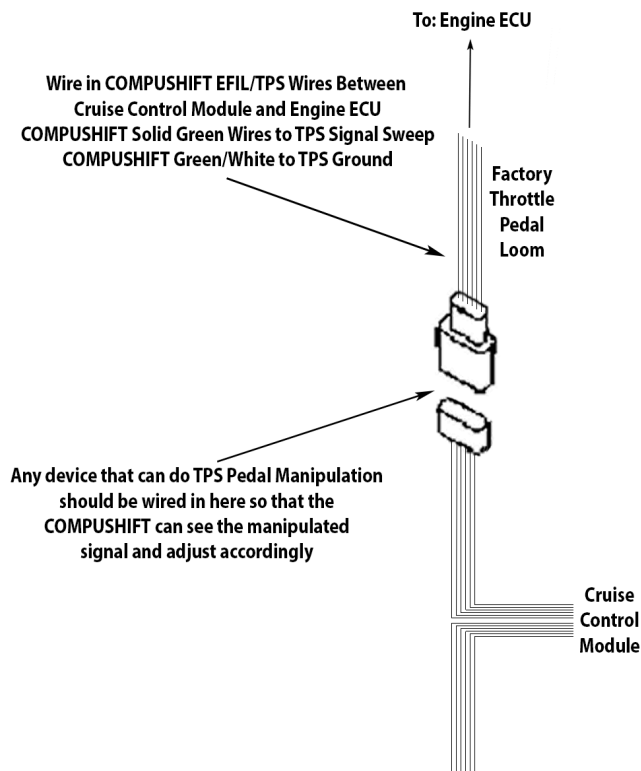 To: Engine ECU
Wire in COMPUSHIFT EFIL/TPS Wires Between
Cruise Control Module and Engine ECU
COMPUSHIFT Solid Green Wires to TPS Signal Sweep
COMPUSHIFT Green/White to TPS Ground
Factory
Throttle
Pedal
Loom
Any device that can do TPS Pedal Manipulation
should be wired in here so that the
COMPUSHIFT can see the manipulated
signal and adjust accordingly
Cruise
Control
Module